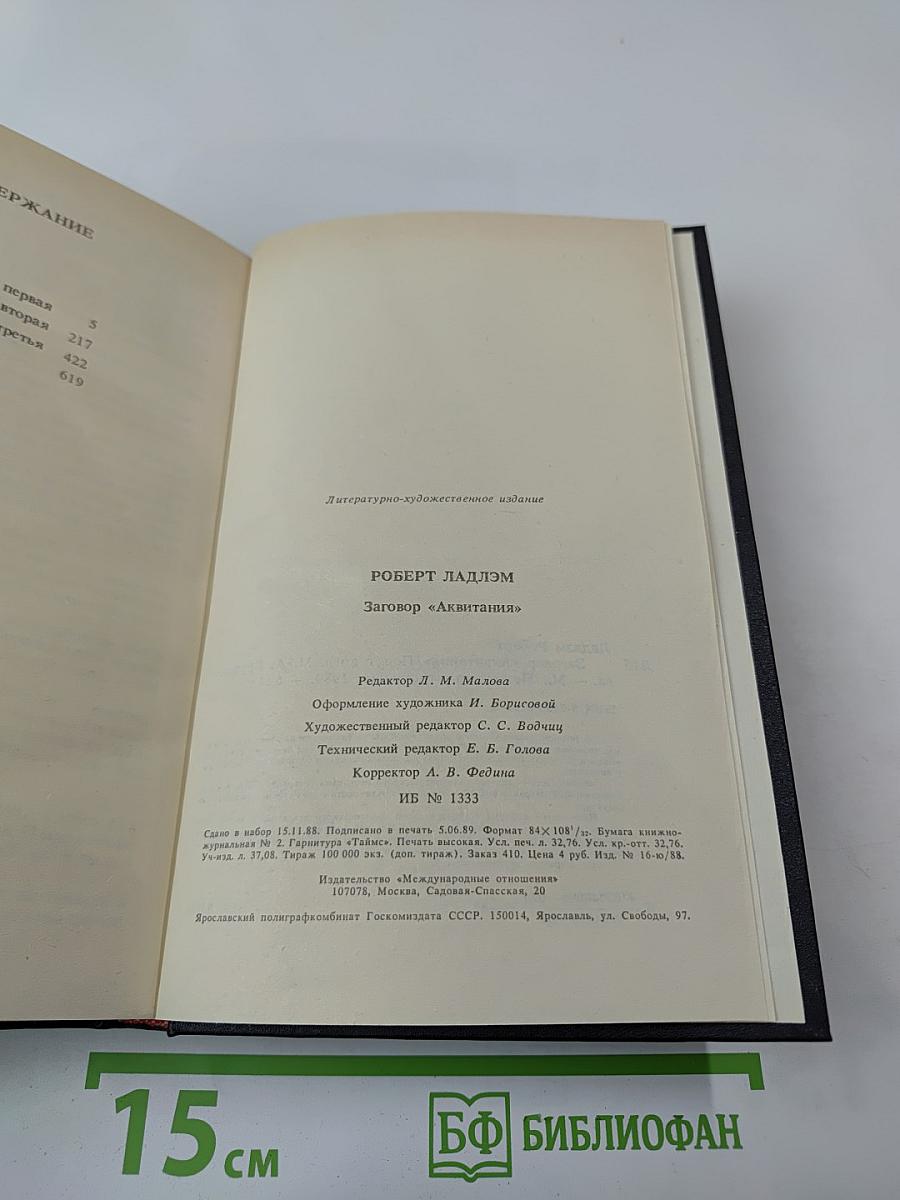 ЕРЖАНИЕ
первая 5
вторая 217
третья 422
619
Литературно-художественное издание
РОБЕРТ ЛАДЛЭМ
Заговор «Аквитания»
Редактор Л. М. Малова
Оформление художника И. Борисовой
Художественный редактор С. С. Водчиц
Технический редактор Е. Б. Голова
Корректор А. В. Федина
ИБ № 1333
Сдано в набор 15.11.88. Подписано в печать 5.06.89. Формат 84×108¹/₃₂. Бумага книжно-
журнальная № 2. Гарнитура «Таймс». Печать высокая. Усл. печ. л. 32,76. Усл. кр.-отт. 32,76.
Уч-изд. л. 37,08. Тираж 100 000 экз. (доп. тираж). Заказ 410. Цена 4 руб. Изд. № 16-ю/88.
Издательство «Международные отношения»
107078, Москва, Садовая-Спасская, 20
Ярославский полиграфкомбинат Госкомиздата СССР. 150014, Ярославль, ул. Свободы, 97.
15 см
БФ БИБЛИОФАН